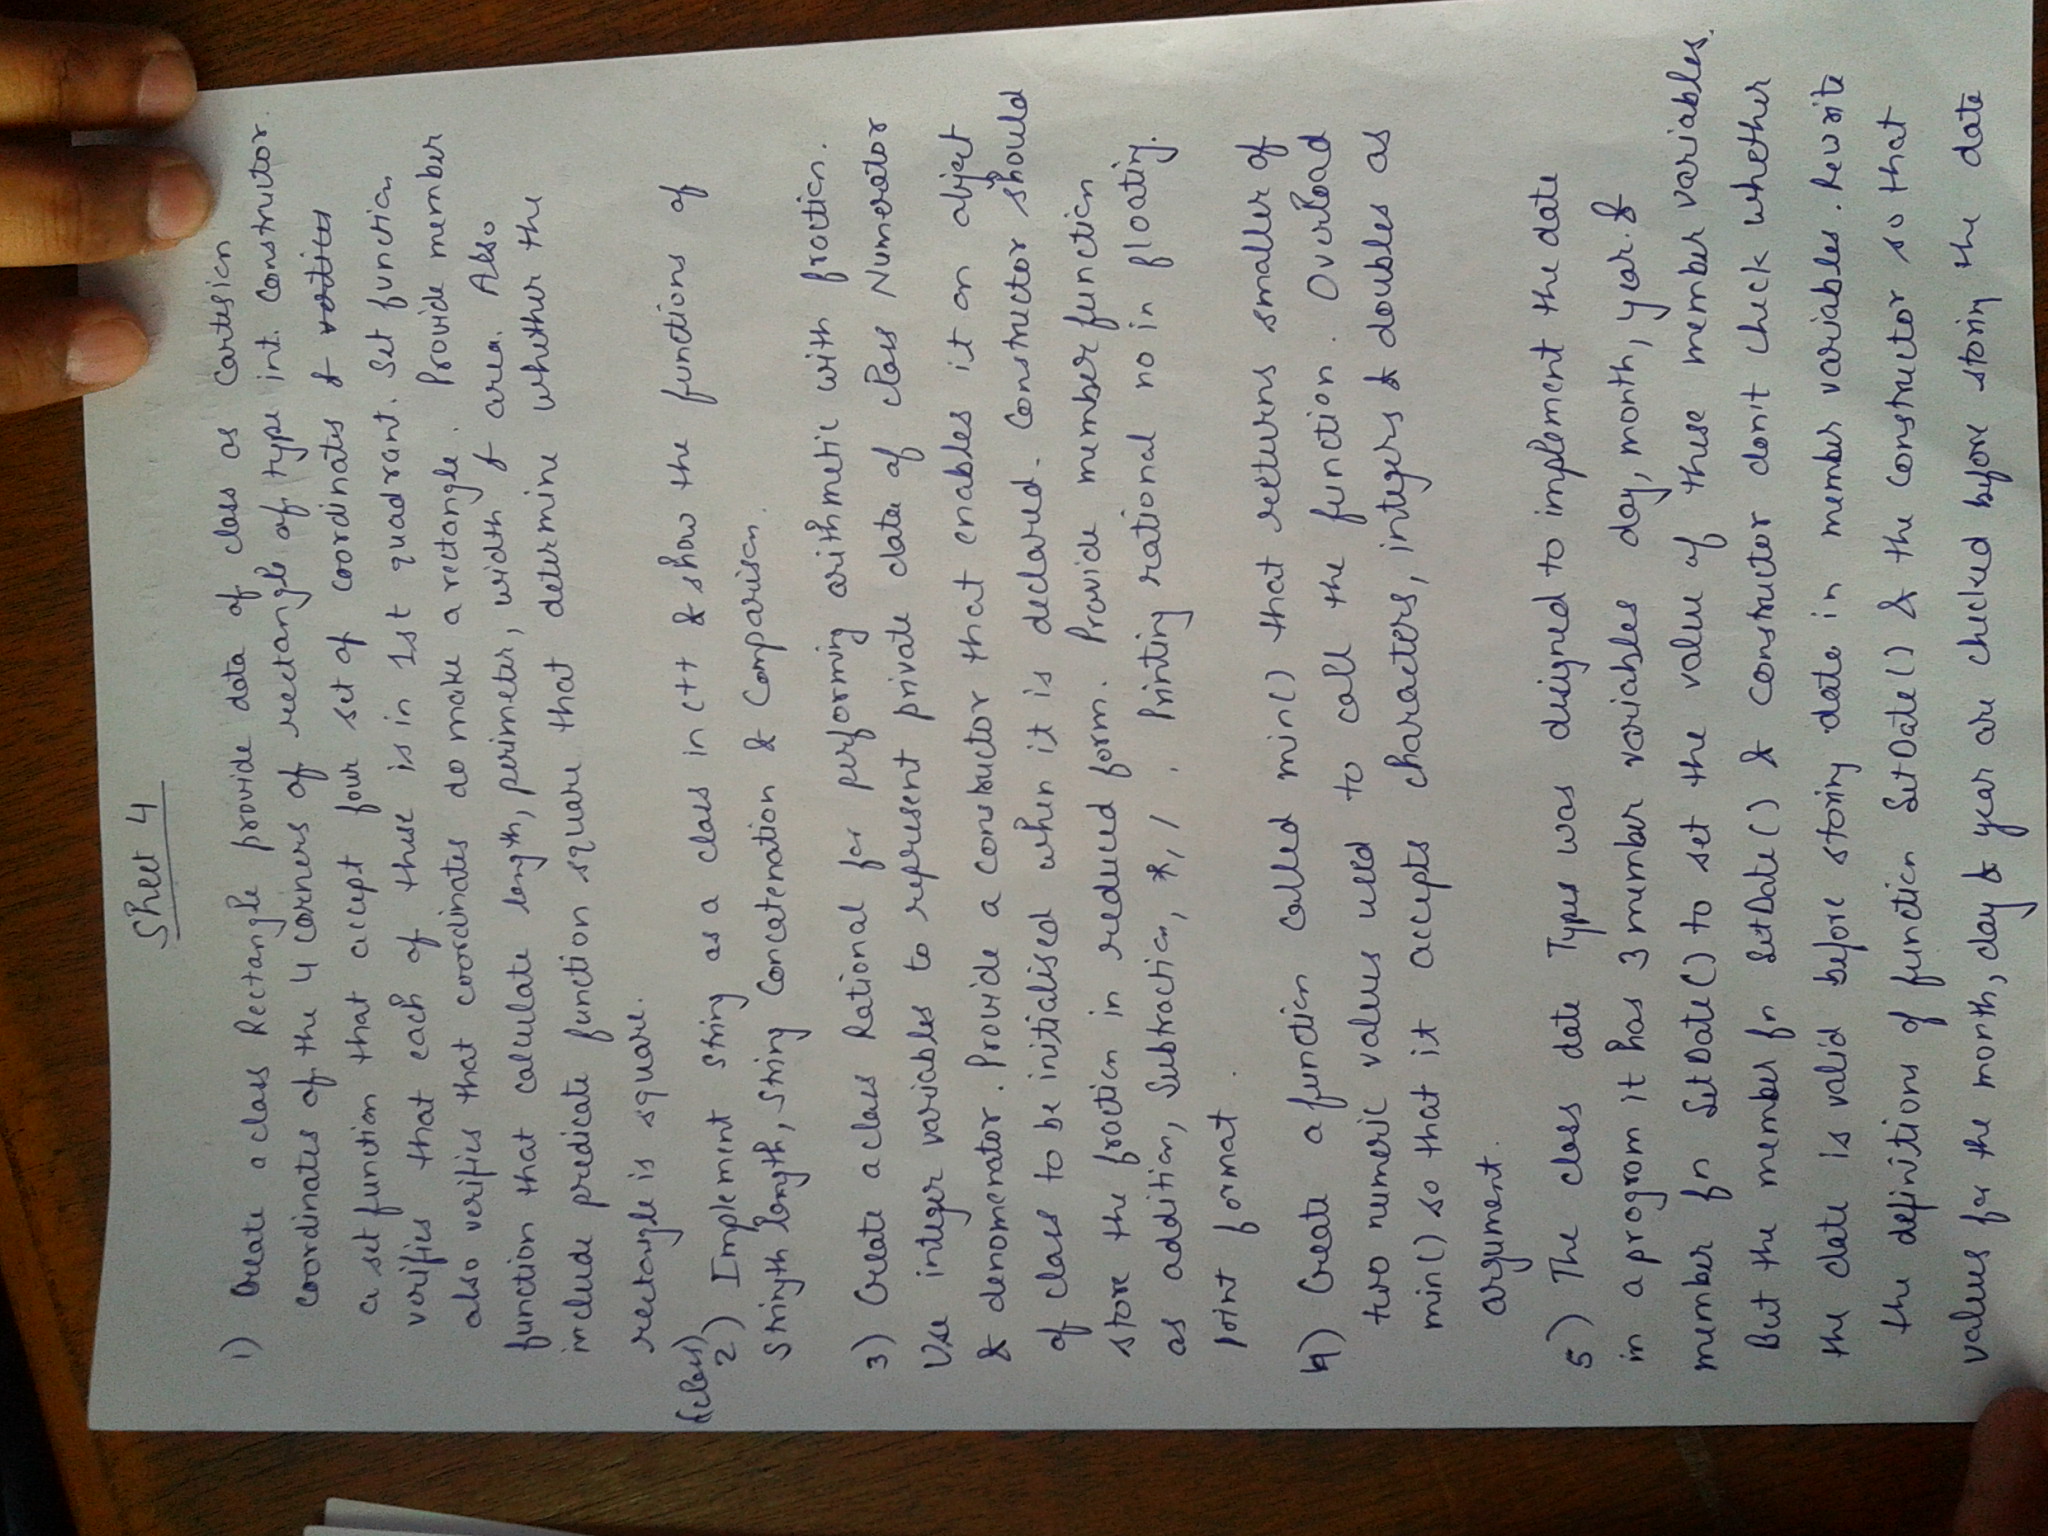 Sheet 4
1) Create a class Rectangle provide data of class as Cartesian
coordinates of the 4 corners of rectangle of type int. Constructor
a set function that accept four set of coordinates & vertices
verifies that each of these is in 1st quadrant. Set function
also verifies that coordinates do make a rectangle. Provide member
function that calculate length, perimeter, width & area. Also
include predicate function square that determine whether the
rectangle is square.
(class)
2) Implement String as a class in C++ & show the functions of
Stringth length, String Concatenation & Comparison.
3) Create a class Rational for performing arithmetic with fraction.
Use integer variables to represent private data of class Numerator
& denomenator. Provide a constructor that enables it an object
of class to be initialised when it is declared. Constructor should
store the fraction in reduced form. Provide member function
as addition, Subtraction, *, / . Printing rational no in floating
Point format.
4) Create a function called min() that returns smaller of
two numeric values used to call the function. Overload
min() so that it accepts characters, integers & doubles as
argument.
5) The class date Types was designed to implement the date
in a program it has 3 member variables day, month, year. &
member fn SetDate() to set the value of these member variables.
But the member fn SetDate() & constructor don't check whether
the date is valid before storing date in member variables. Rewrite
the definitions of function SetDate() & the constructor so that
values for the month, day & year are checked before storing the date